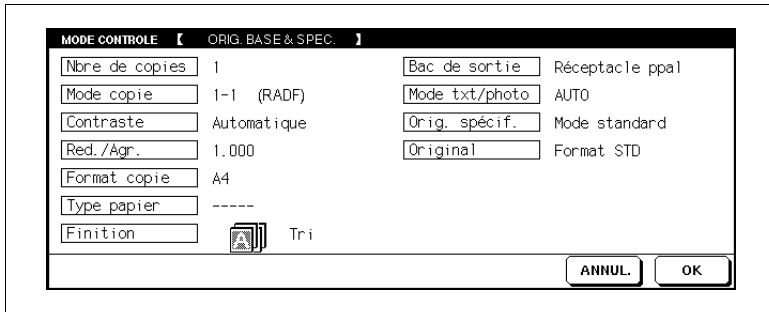 MODE CONTROLE 【 ORIG. BASE & SPEC. 】
Nbre de copies 1
Mode copie 1-1 (RADF)
Contraste Automatique
Red./Agr. 1.000
Format copie A4
Type papier -----
Finition A Tri
Bac de sortie Réceptacle ppal
Mode txt/photo AUTO
Orig. spécif. Mode standard
Original Format STD
ANNUL. OK